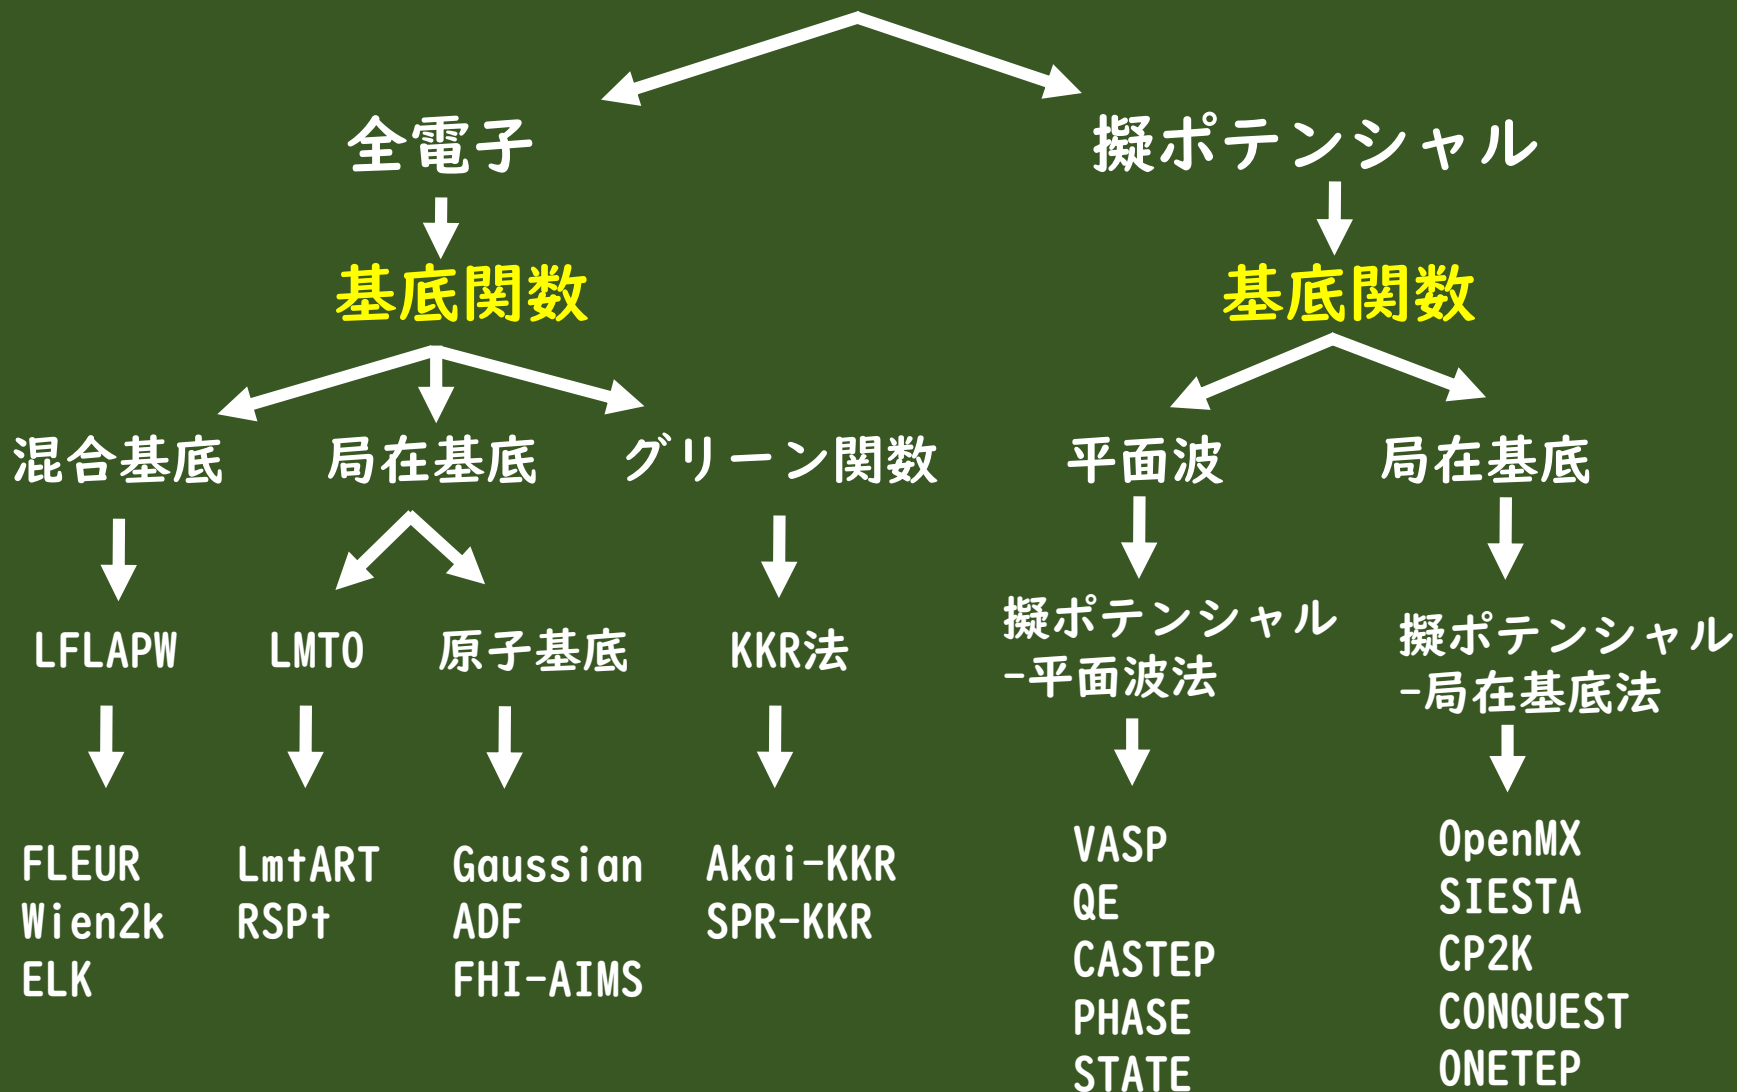 全電子
擬ポテンシャル
基底関数
基底関数
混合基底
局在基底
グリーン関数
平面波
局在基底
LFLAPW
LMTO
原子基底
KKR法
擬ポテンシャル
-平面波法
擬ポテンシャル
-局在基底法
FLEUR
Wien2k
ELK
LmtART
RSPt
Gaussian
ADF
FHI-AIMS
Akai-KKR
SPR-KKR
VASP
QE
CASTEP
PHASE
STATE
OpenMX
SIESTA
CP2K
CONQUEST
ONETEP